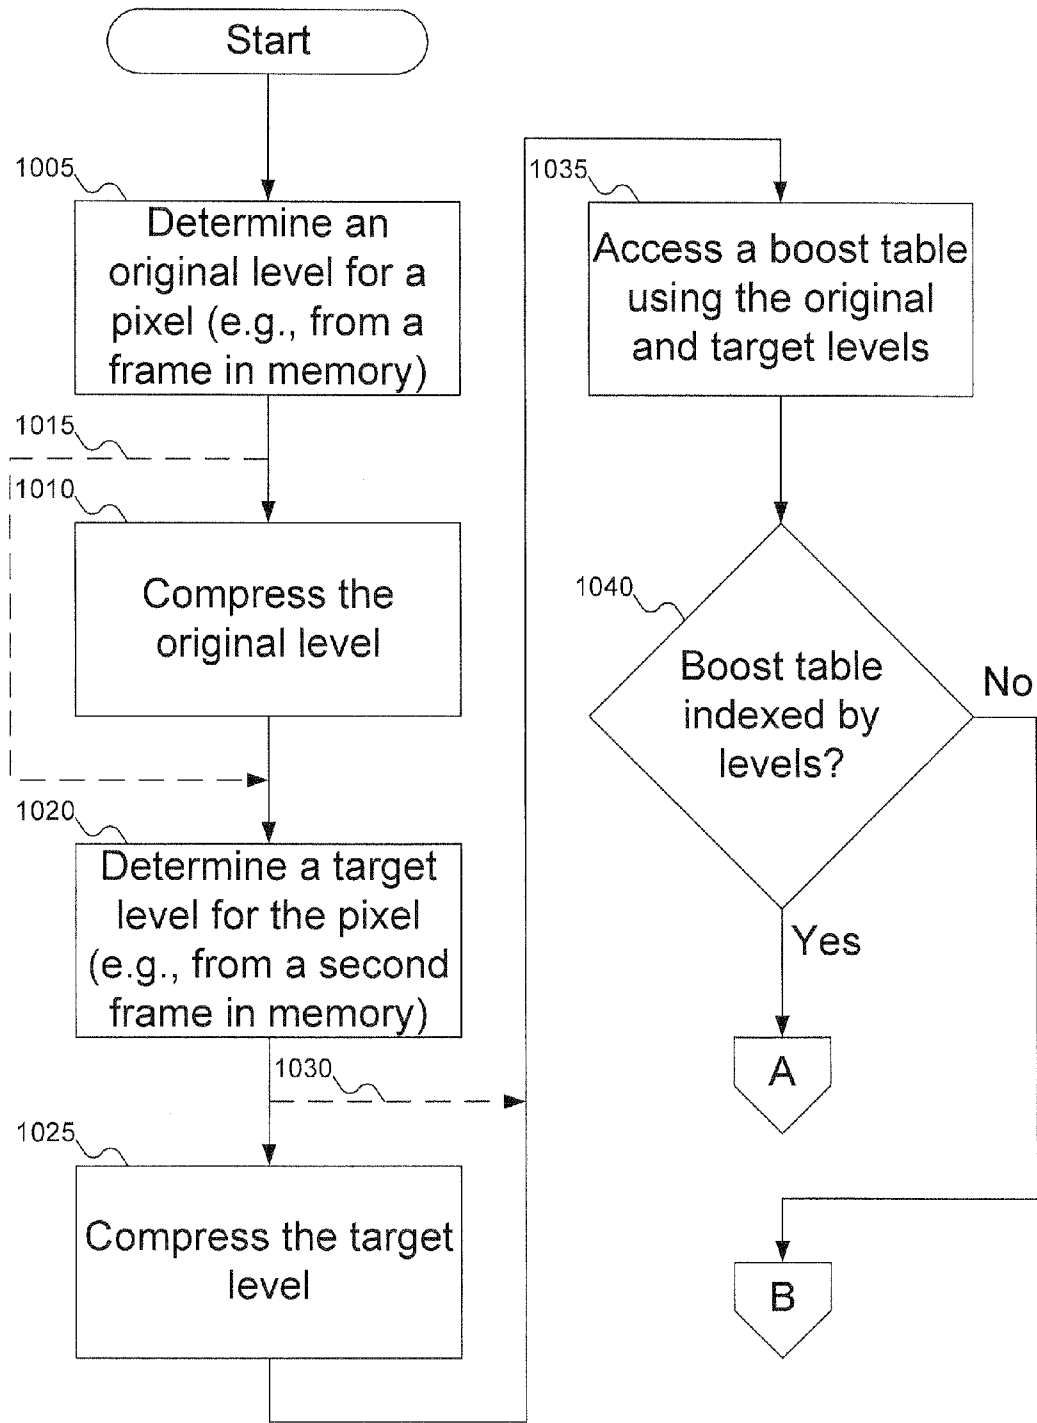 Start
1005
Determine an
original level for a
pixel (e.g., from a
frame in memory)
1015
1010
Compress the
original level
1020
Determine a target
level for the pixel
(e.g., from a second
frame in memory)
1030
1025
Compress the target
level
1035
Access a boost table
using the original
and target levels
1040
Boost table
indexed by
levels?
No
Yes
A
B